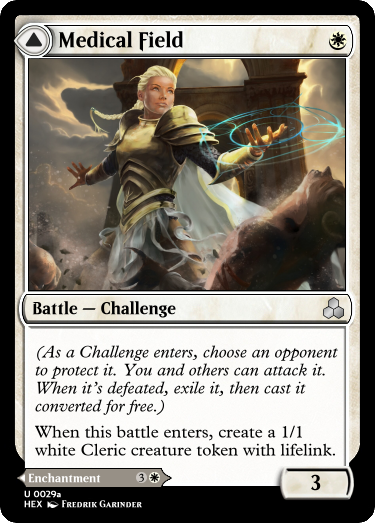 Medical Field
Battle — Challenge
(As a Challenge enters, choose an opponent
to protect it. You and others can attack it.
When it's defeated, exile it, then cast it
converted for free.)
When this battle enters, create a 1/1
white Cleric creature token with lifelink.
Enchantment 3
3
U 0029a
HEX Fredrik Garinder